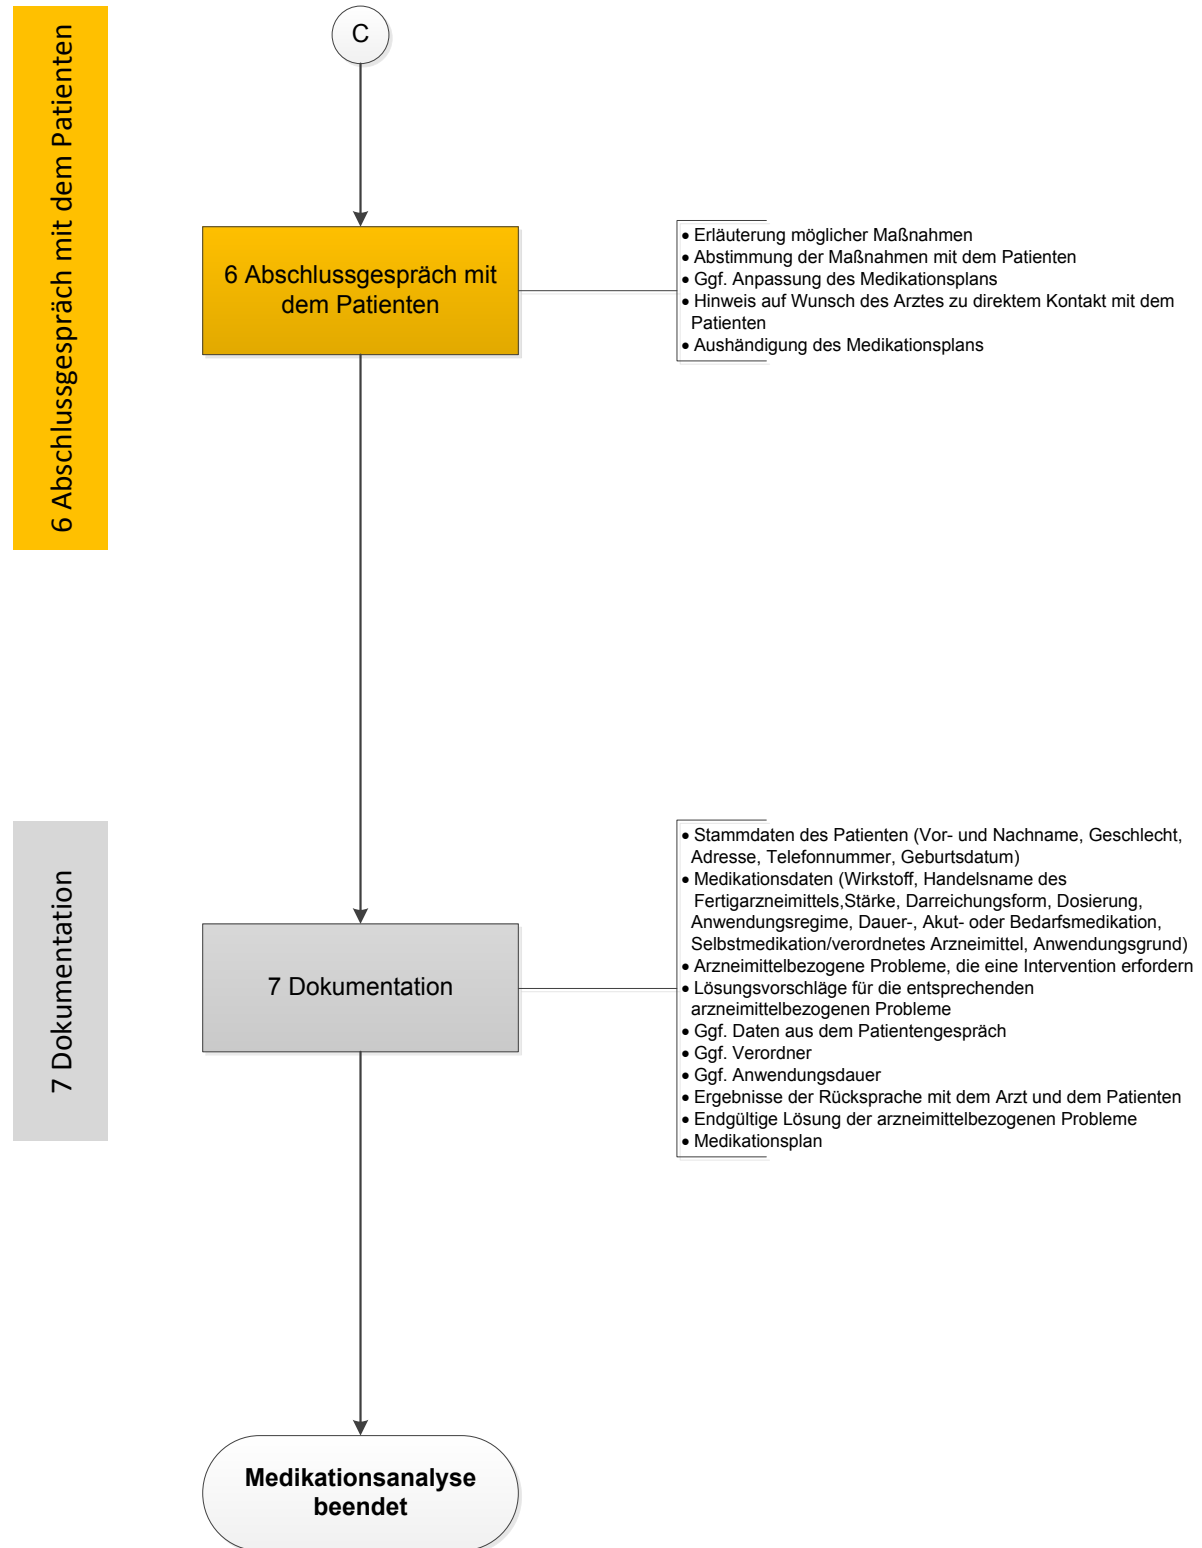 C
6 Abschlussgespräch mit dem Patienten
6 Abschlussgespräch mit
dem Patienten
• Erläuterung möglicher Maßnahmen
• Abstimmung der Maßnahmen mit dem Patienten
• Ggf. Anpassung des Medikationsplans
• Hinweis auf Wunsch des Arztes zu direktem Kontakt mit dem
Patienten
• Aushändigung des Medikationsplans
7 Dokumentation
7 Dokumentation
• Stammdaten des Patienten (Vor- und Nachname, Geschlecht,
Adresse, Telefonnummer, Geburtsdatum)
• Medikationsdaten (Wirkstoff, Handelsname des
Fertigarzneimittels,Stärke, Darreichungsform, Dosierung,
Anwendungsregime, Dauer-, Akut- oder Bedarfsmedikation,
Selbstmedikation/verordnetes Arzneimittel, Anwendungsgrund)
• Arzneimittelbezogene Probleme, die eine Intervention erfordern
• Lösungsvorschläge für die entsprechenden
arzneimittelbezogenen Probleme
• Ggf. Daten aus dem Patientengespräch
• Ggf. Verordner
• Ggf. Anwendungsdauer
• Ergebnisse der Rücksprache mit dem Arzt und dem Patienten
• Endgültige Lösung der arzneimittelbezogenen Probleme
• Medikationsplan
Medikationsanalyse
beendet